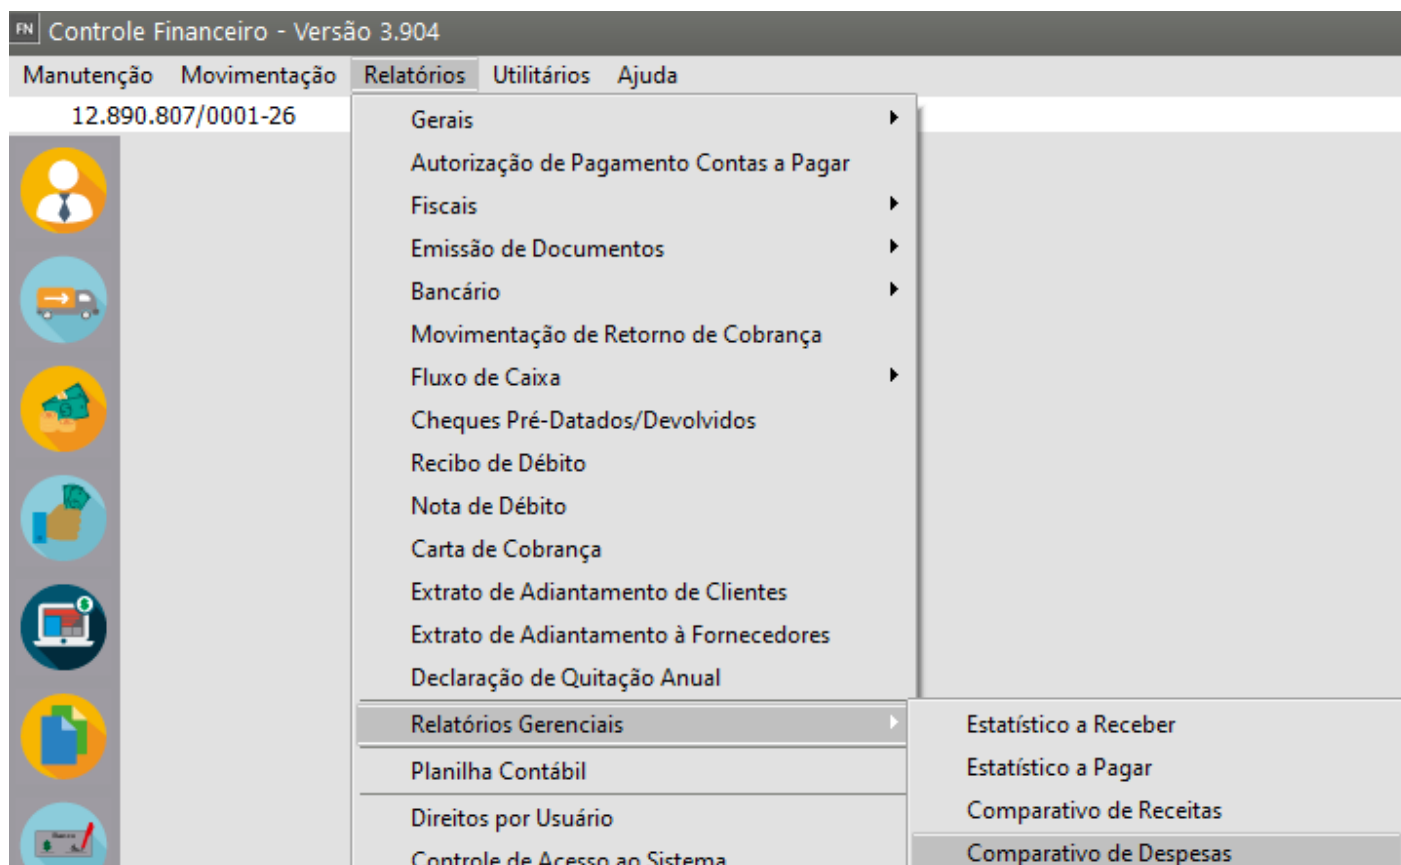 FN Controle Financeiro - Versão 3.904
Manutenção Movimentação Relatórios Utilitários Ajuda
12.890.807/0001-26
Gerais
Autorização de Pagamento Contas a Pagar
Fiscais
Emissão de Documentos
Bancário
Movimentação de Retorno de Cobrança
Fluxo de Caixa
Cheques Pré-Datados/Devolvidos
Recibo de Débito
Nota de Débito
Carta de Cobrança
Extrato de Adiantamento de Clientes
Extrato de Adiantamento à Fornecedores
Declaração de Quitação Anual
Relatórios Gerenciais
Planilha Contábil
Direitos por Usuário
Controle de Acesso ao Sistema
Estatístico a Receber
Estatístico a Pagar
Comparativo de Receitas
Comparativo de Despesas